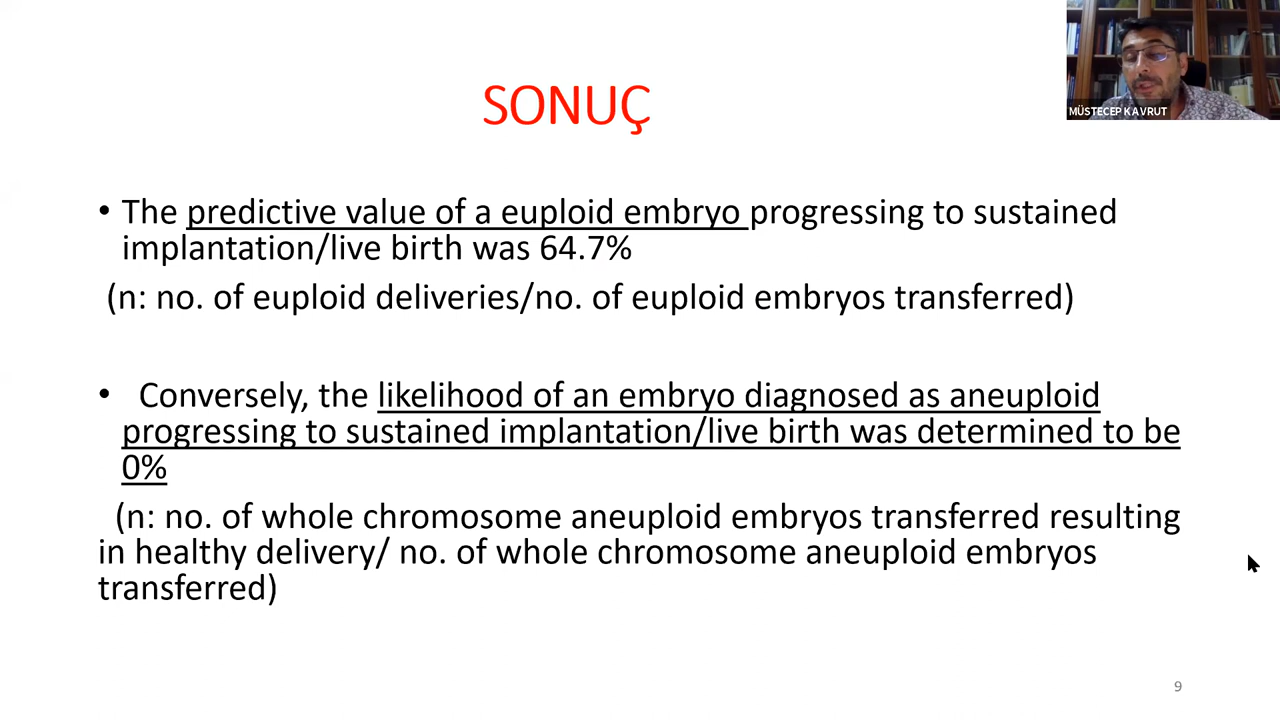 MÜSTECEP KAVRUT
SONUÇ
• The predictive value of a euploid embryo progressing to sustained
implantation/live birth was 64.7%
(n: no. of euploid deliveries/no. of euploid embryos transferred)
• Conversely, the likelihood of an embryo diagnosed as aneuploid
progressing to sustained implantation/live birth was determined to be
0%
(n: no. of whole chromosome aneuploid embryos transferred resulting
in healthy delivery/ no. of whole chromosome aneuploid embryos
transferred)
9